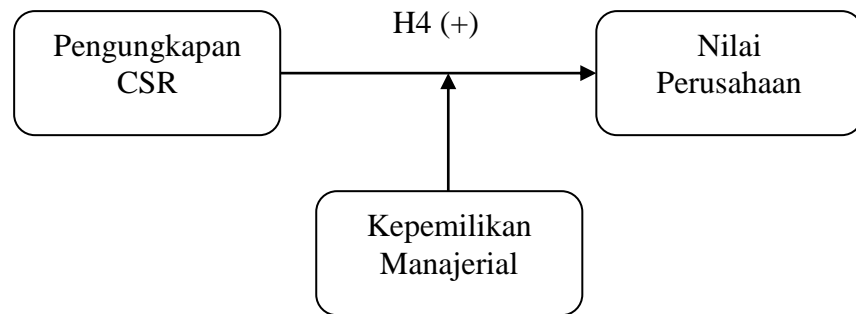 H4 (+)
Pengungkapan
CSR
Nilai
Perusahaan
Kepemilikan
Manajerial